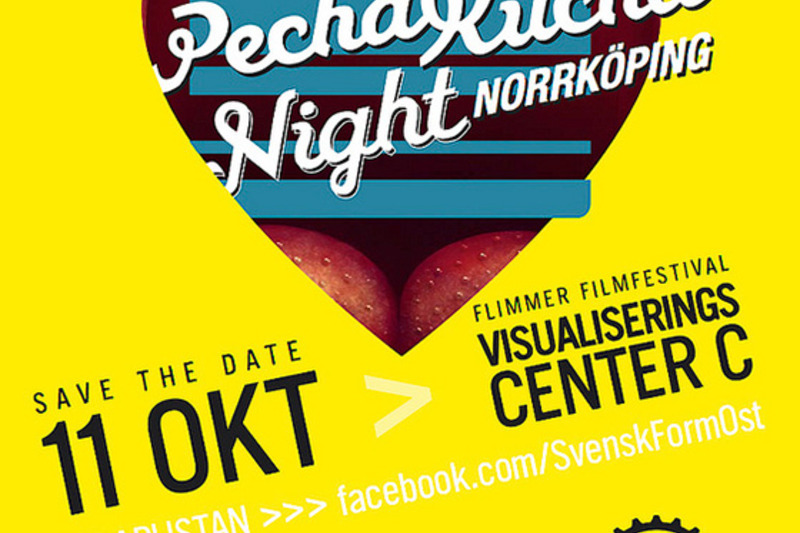 PechaKucha
Night NORRKÖPING
SAVE THE DATE
11 OKT >
FLIMMER FILMFESTIVAL
VISUALISERINGS
CENTER C
>>> facebook.com/SvenskFormOst